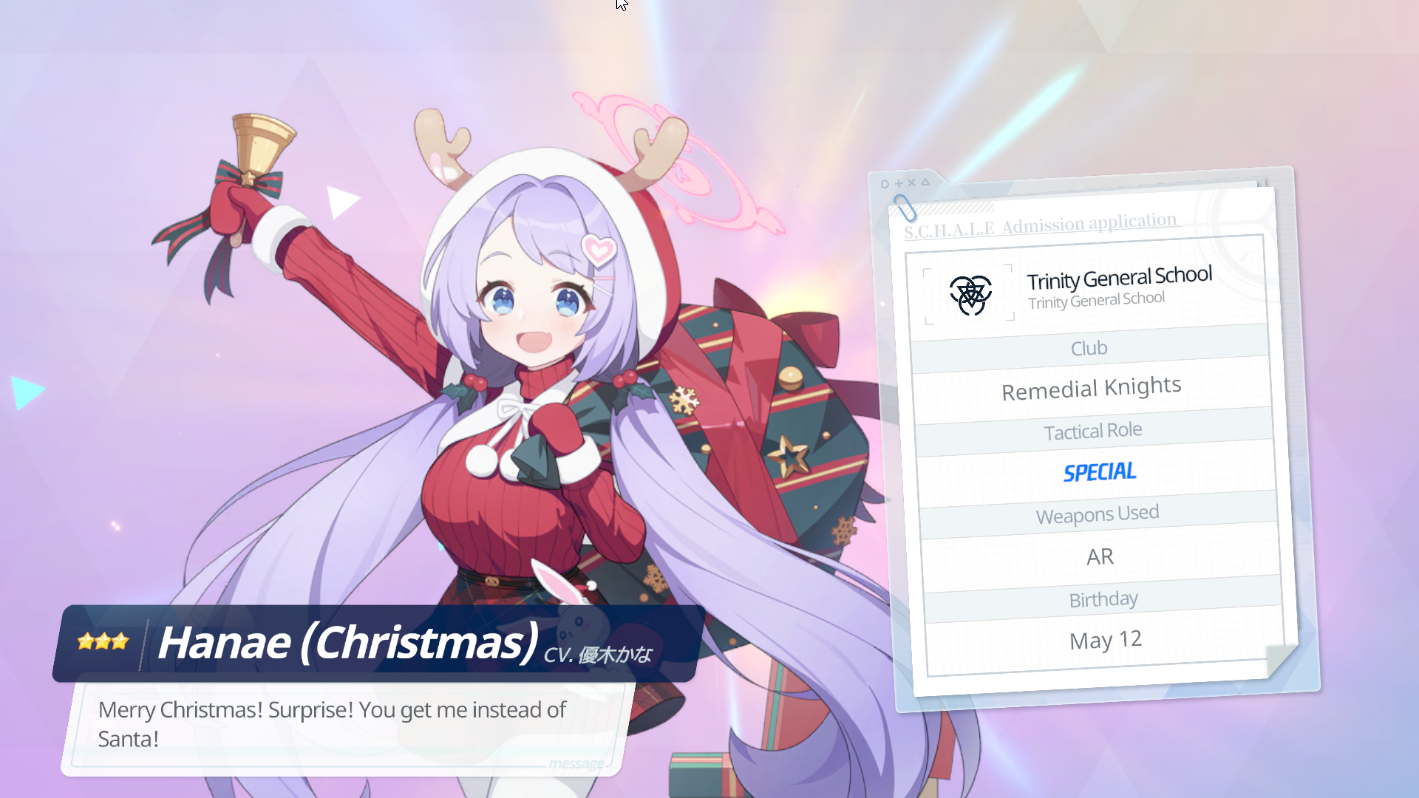 S.C.H.A.L.E Admission application
Trinity General School
Trinity General School
Club
Remedial Knights
Tactical Role
SPECIAL
Weapons Used
AR
Birthday
May 12
Hanae (Christmas) CV. 優木かな
Merry Christmas! Surprise! You get me instead of
Santa!
message